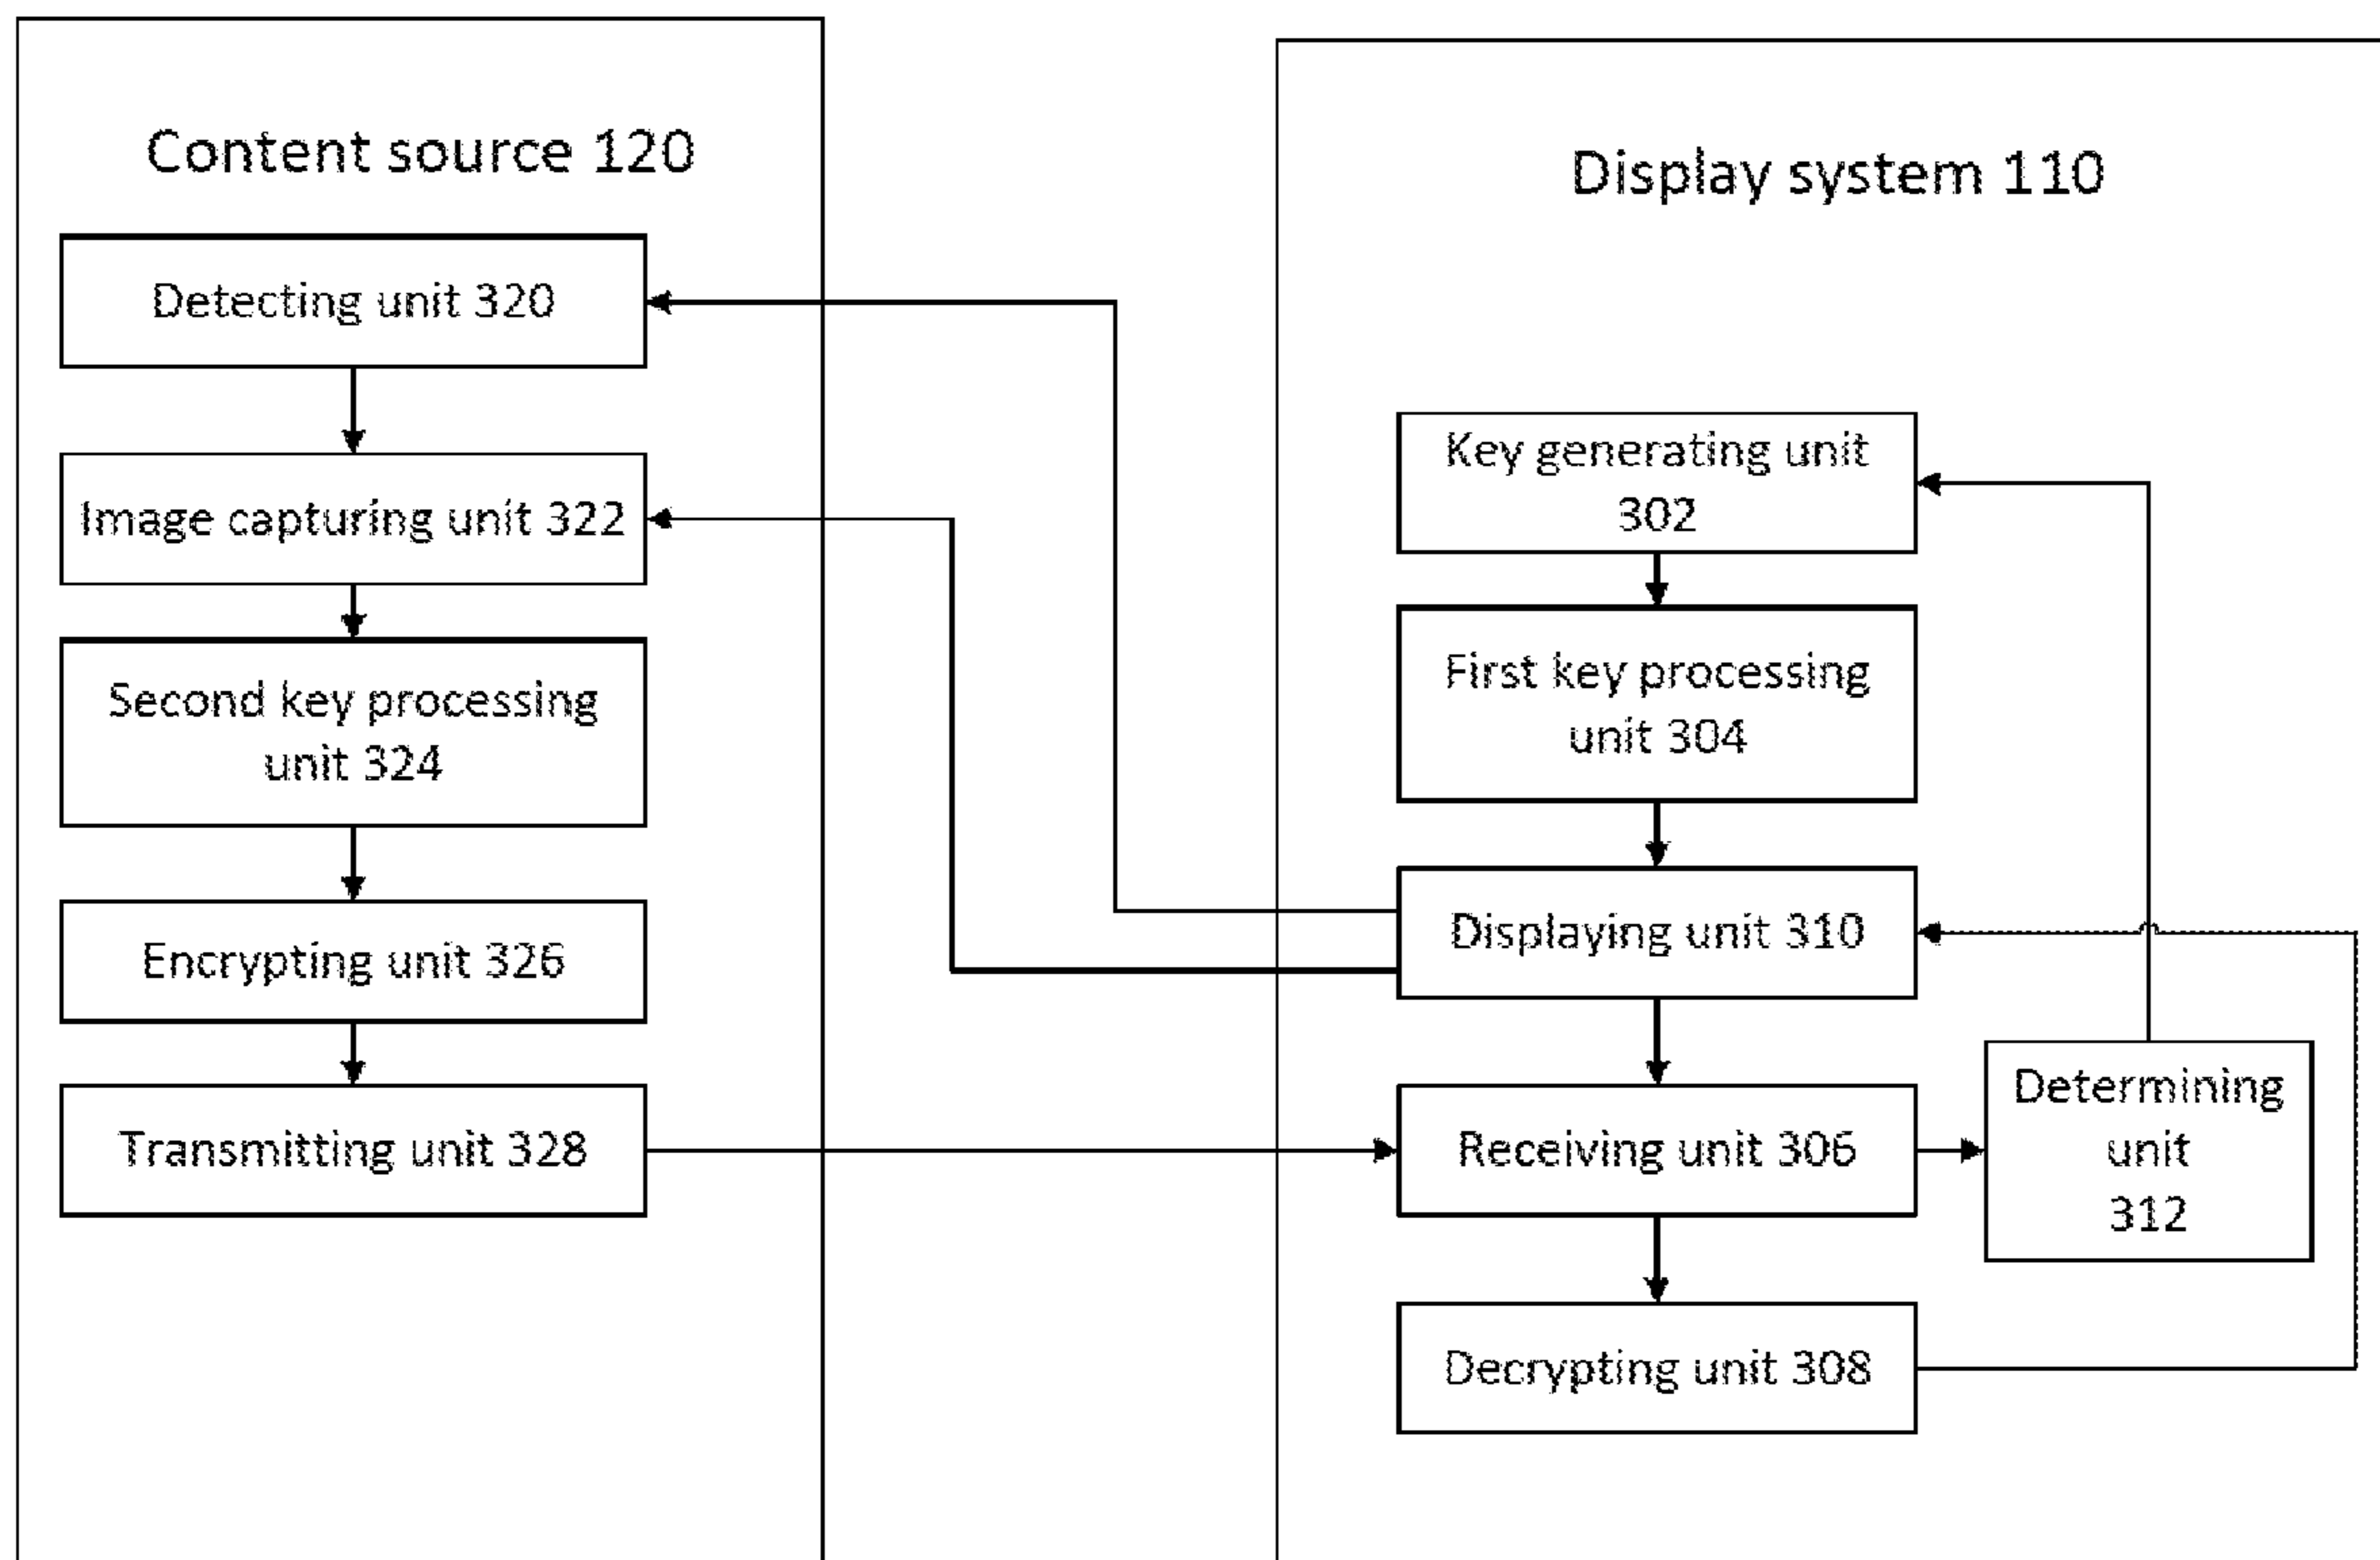 Content source 120
Detecting unit 320
Image capturing unit 322
Second key processing
unit 324
Encrypting unit 326
Transmitting unit 328
Display system 110
Key generating unit
302
First key processing
unit 304
Displaying unit 310
Receiving unit 306
Determining
unit
312
Decrypting unit 308